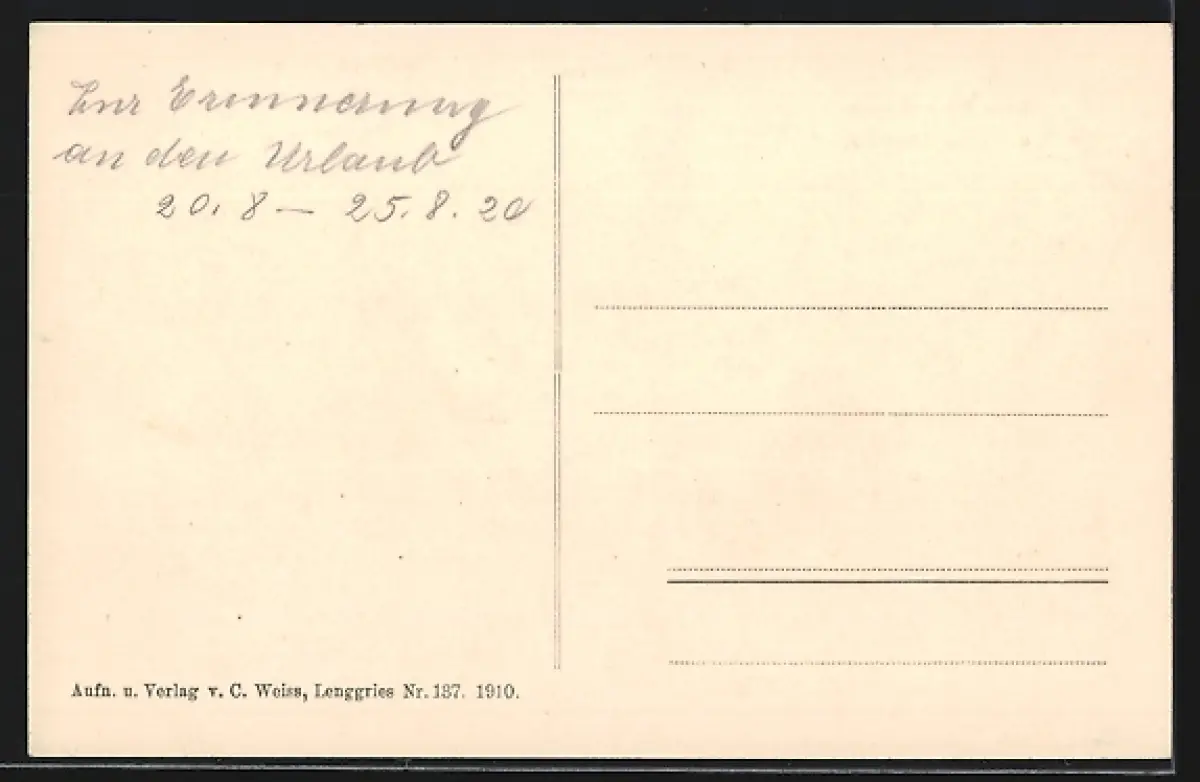 Zur Erinnerung
an den Urlaub
20. 8 — 25. 8. 20
Aufn. u. Verlag v. C. Weiss, Lenggries Nr. 137. 1910.